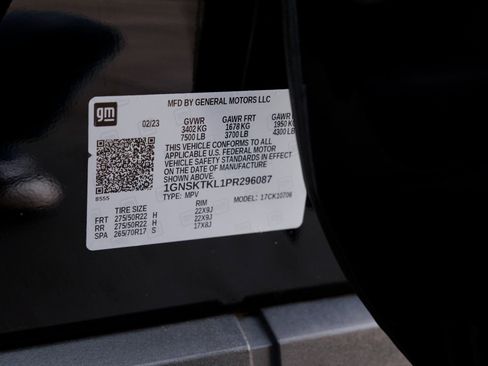 gm
MFD BY GENERAL MOTORS LLC
02/23 GVWR GAWR FRT GAWR
3402 KG 1678 KG 1950 KG
7500 LB 3700 LB 4300 LB
THIS VEHICLE CONFORMS TO ALL
APPLICABLE U.S. FEDERAL MOTOR
VEHICLE SAFETY STANDARDS IN EFFECT
ON THE DATE OF MANUFACTURE
SHOWN ABOVE.
1GNSKTKL1PR296087
TYPE: MPV MODEL: 17CK10706
8555
TIRE SIZE RIM
FRT 275/50R22 H 22X9J
RR 275/50R22 H 22X9J
SPA 265/70R17 S 17X8J